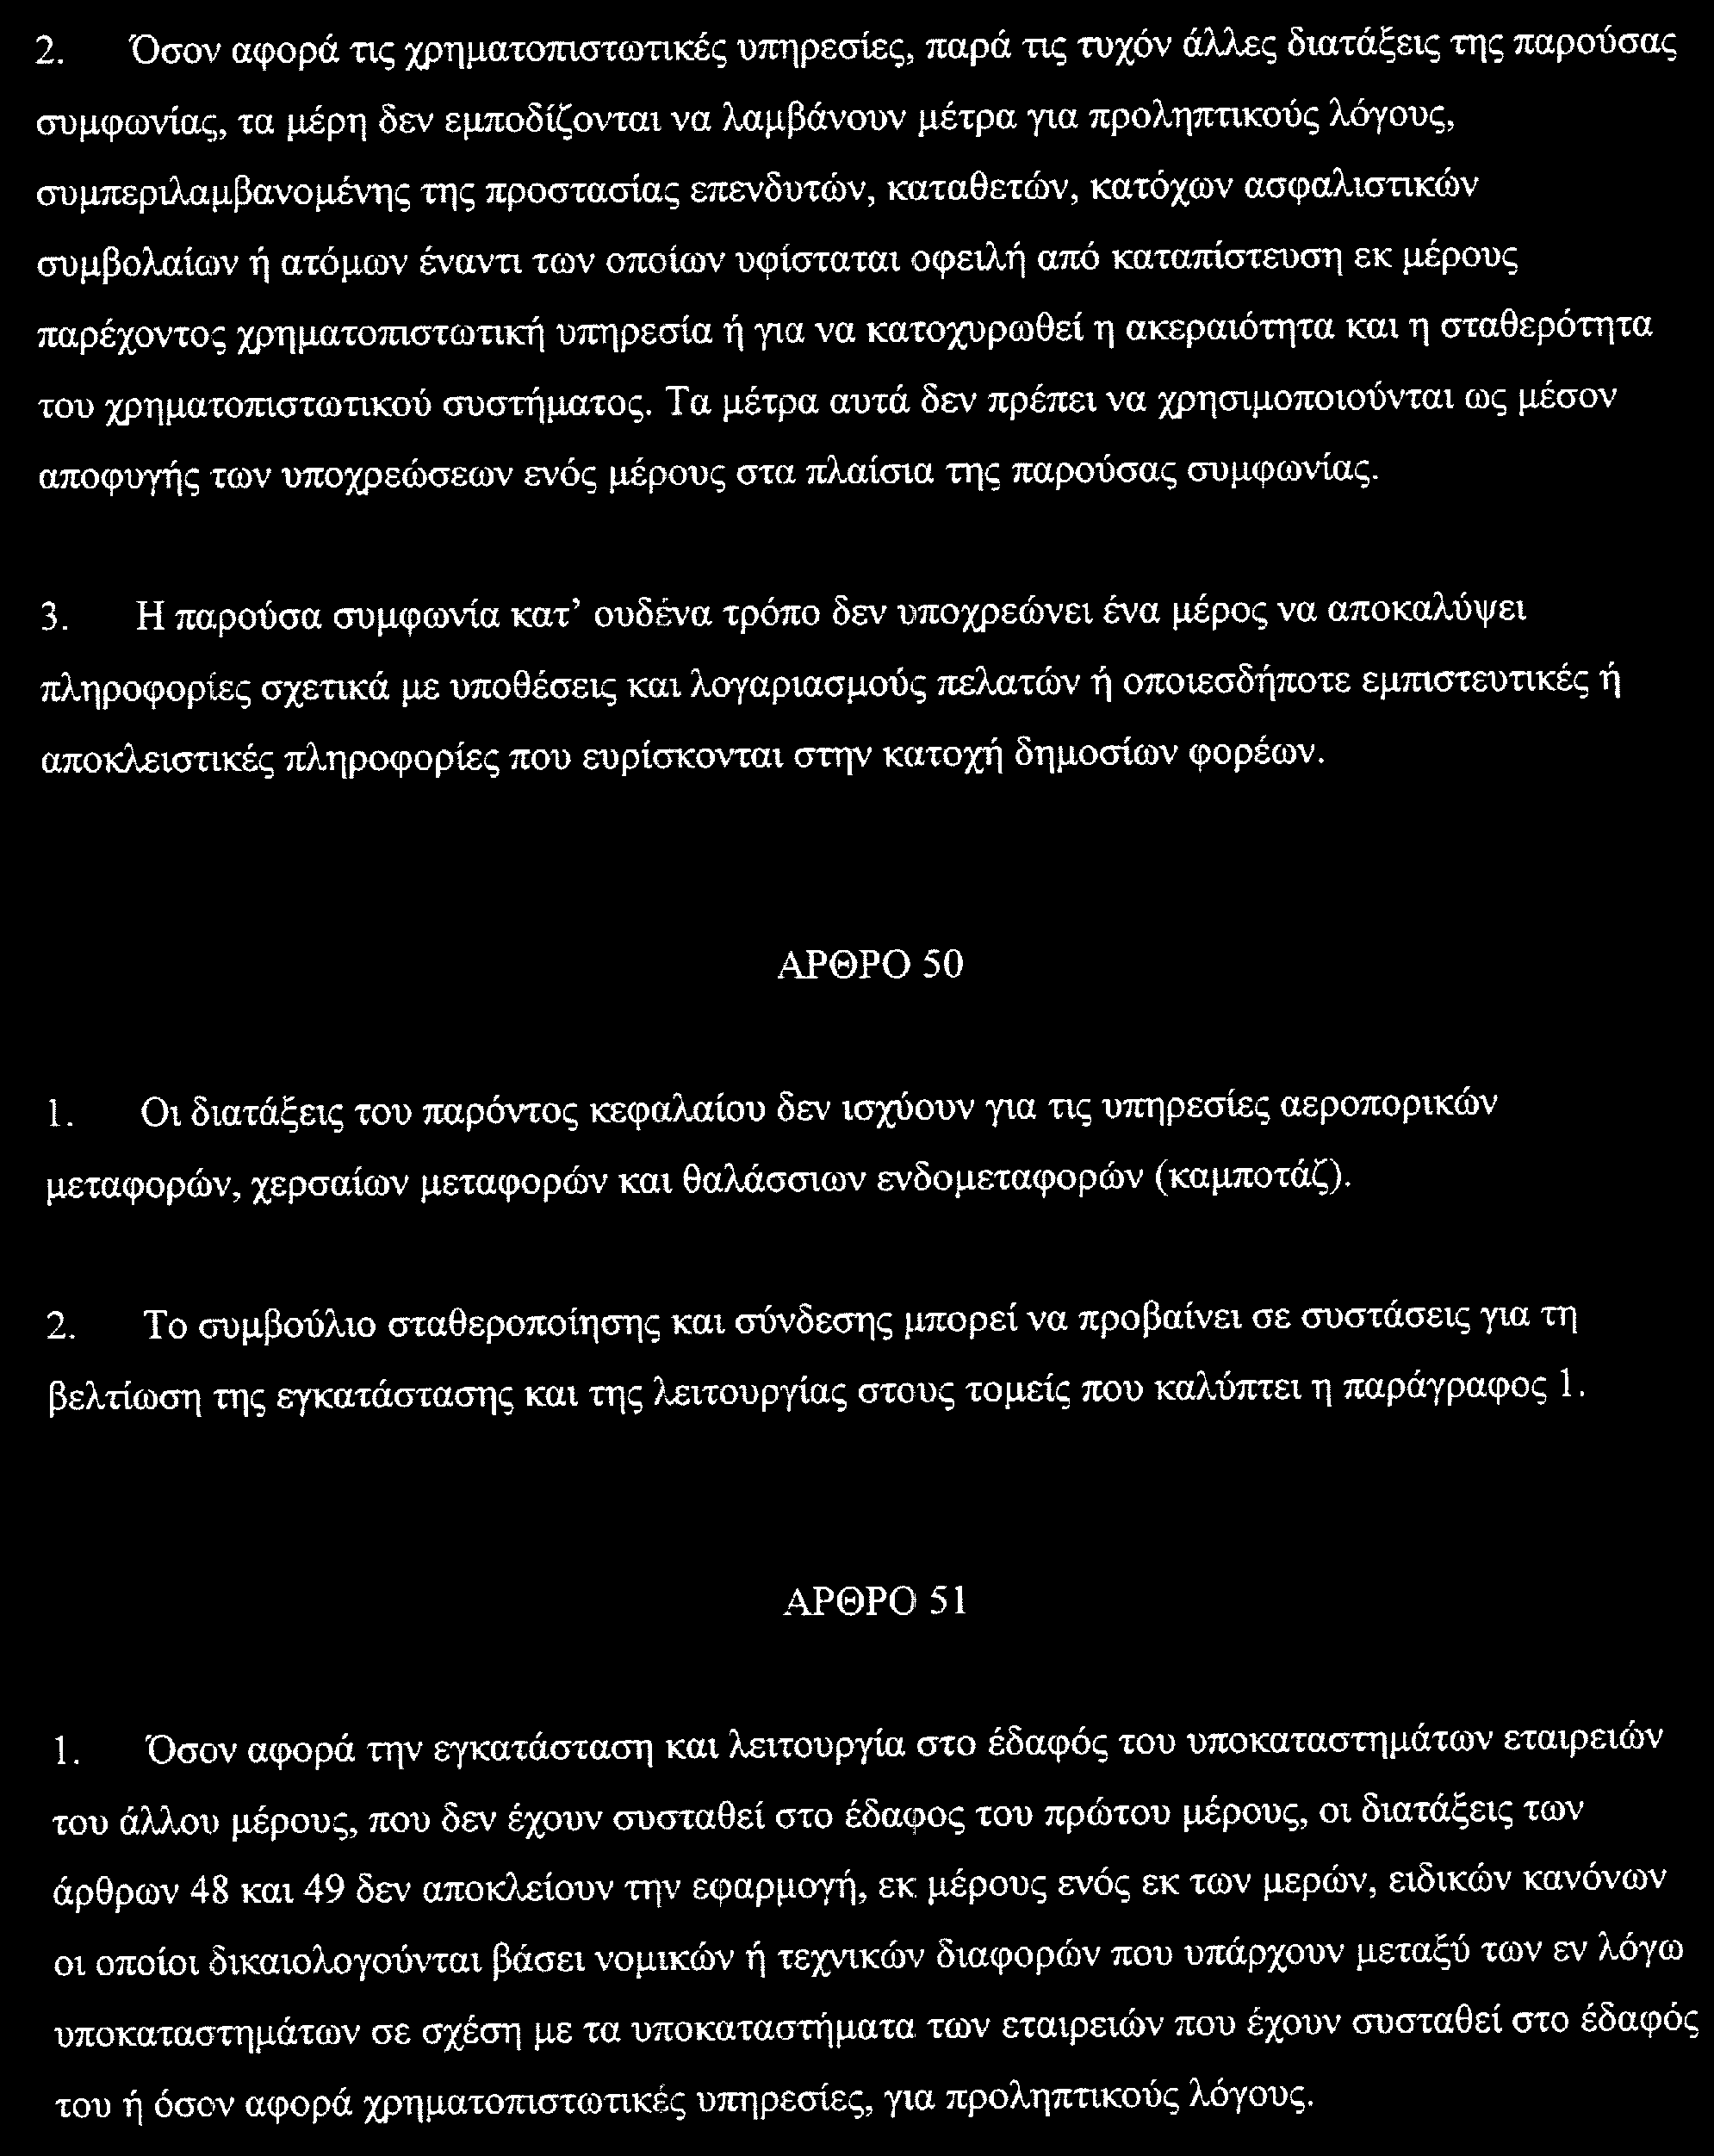 2. Όσον αφορά τις χρηματοπιστωτικές υπηρεσίες, παρά τις τυχόν άλλες διατάξεις της παρούσας
συμφωνίας, τα μέρη δεν εμποδίζονται να λαμβάνουν μέτρα για προληπτικούς λόγους,
συμπεριλαμβανομένης της προστασίας επενδυτών, καταθετών, κατόχων ασφαλιστικών
συμβολαίων ή ατόμων έναντι των οποίων υφίσταται οφειλή από καταπίστευση εκ μέρους
παρέχοντος χρηματοπιστωτική υπηρεσία ή για να κατοχυρωθεί η ακεραιότητα και η σταθερότητα
του χρηματοπιστωτικού συστήματος. Τα μέτρα αυτά δεν πρέπει να χρησιμοποιούνται ως μέσον
αποφυγής των υποχρεώσεων ενός μέρους στα πλαίσια της παρούσας συμφωνίας.
3. Η παρούσα συμφωνία κατ’ ουδένα τρόπο δεν υποχρεώνει ένα μέρος να αποκαλύψει
πληροφορίες σχετικά με υποθέσεις και λογαριασμούς πελατών ή οποιεσδήποτε εμπιστευτικές ή
αποκλειστικές πληροφορίες που ευρίσκονται στην κατοχή δημοσίων φορέων.
ΑΡΘΡΟ 50
1. Οι διατάξεις του παρόντος κεφαλαίου δεν ισχύουν για τις υπηρεσίες αεροπορικών
μεταφορών, χερσαίων μεταφορών και θαλάσσιων ενδομεταφορών (καμποτάζ).
2. Το συμβούλιο σταθεροποίησης και σύνδεσης μπορεί να προβαίνει σε συστάσεις για τη
βελτίωση της εγκατάστασης και της λειτουργίας στους τομείς που καλύπτει η παράγραφος 1.
ΑΡΘΡΟ 51
1. Όσον αφορά την εγκατάσταση και λειτουργία στο έδαφός του υποκαταστημάτων εταιρειών
του άλλου μέρους, που δεν έχουν συσταθεί στο έδαφος του πρώτου μέρους, οι διατάξεις των
άρθρων 48 και 49 δεν αποκλείουν την εφαρμογή, εκ μέρους ενός εκ των μερών, ειδικών κανόνων
οι οποίοι δικαιολογούνται βάσει νομικών ή τεχνικών διαφορών που υπάρχουν μεταξύ των εν λόγω
υποκαταστημάτων σε σχέση με τα υποκαταστήματα των εταιρειών που έχουν συσταθεί στο έδαφός
του ή όσον αφορά χρηματοπιστωτικές υπηρεσίες, για προληπτικούς λόγους.